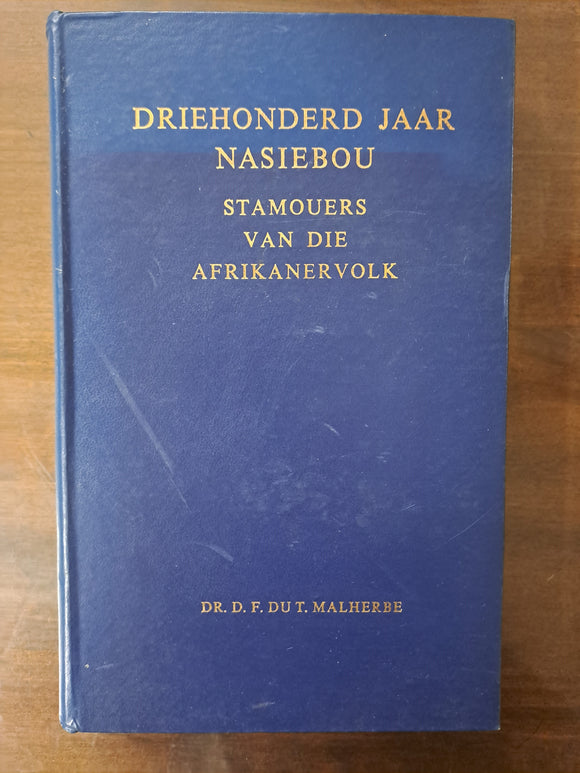 DRIEHONDERD JAAR
NASIEBOU
STAMOUERS
VAN DIE
AFRIKANERVOLK
DR. D. F. DU T. MALHERBE